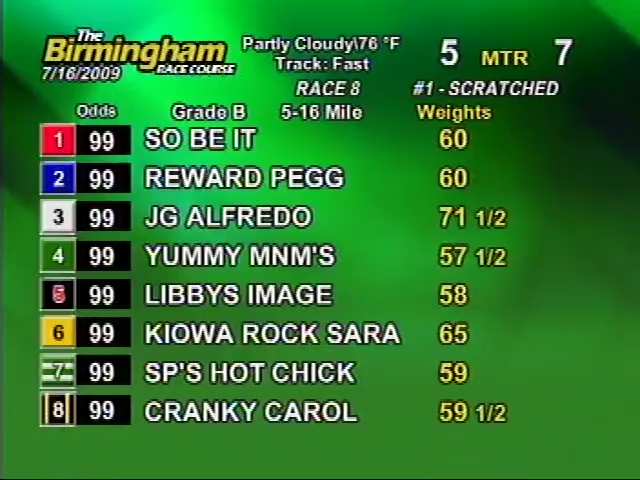 The
Birmingham
RACE COURSE
7/16/2009
Partly Cloudy\76 °F
Track: Fast
5 MTR 7
RACE 8
#1 - SCRATCHED
Odds Grade B 5-16 Mile Weights
1 99 SO BE IT 60
2 99 REWARD PEGG 60
3 99 JG ALFREDO 71 1/2
4 99 YUMMY MNM'S 57 1/2
5 99 LIBBYS IMAGE 58
6 99 KIOWA ROCK SARA 65
7 99 SP'S HOT CHICK 59
8 99 CRANKY CAROL 59 1/2